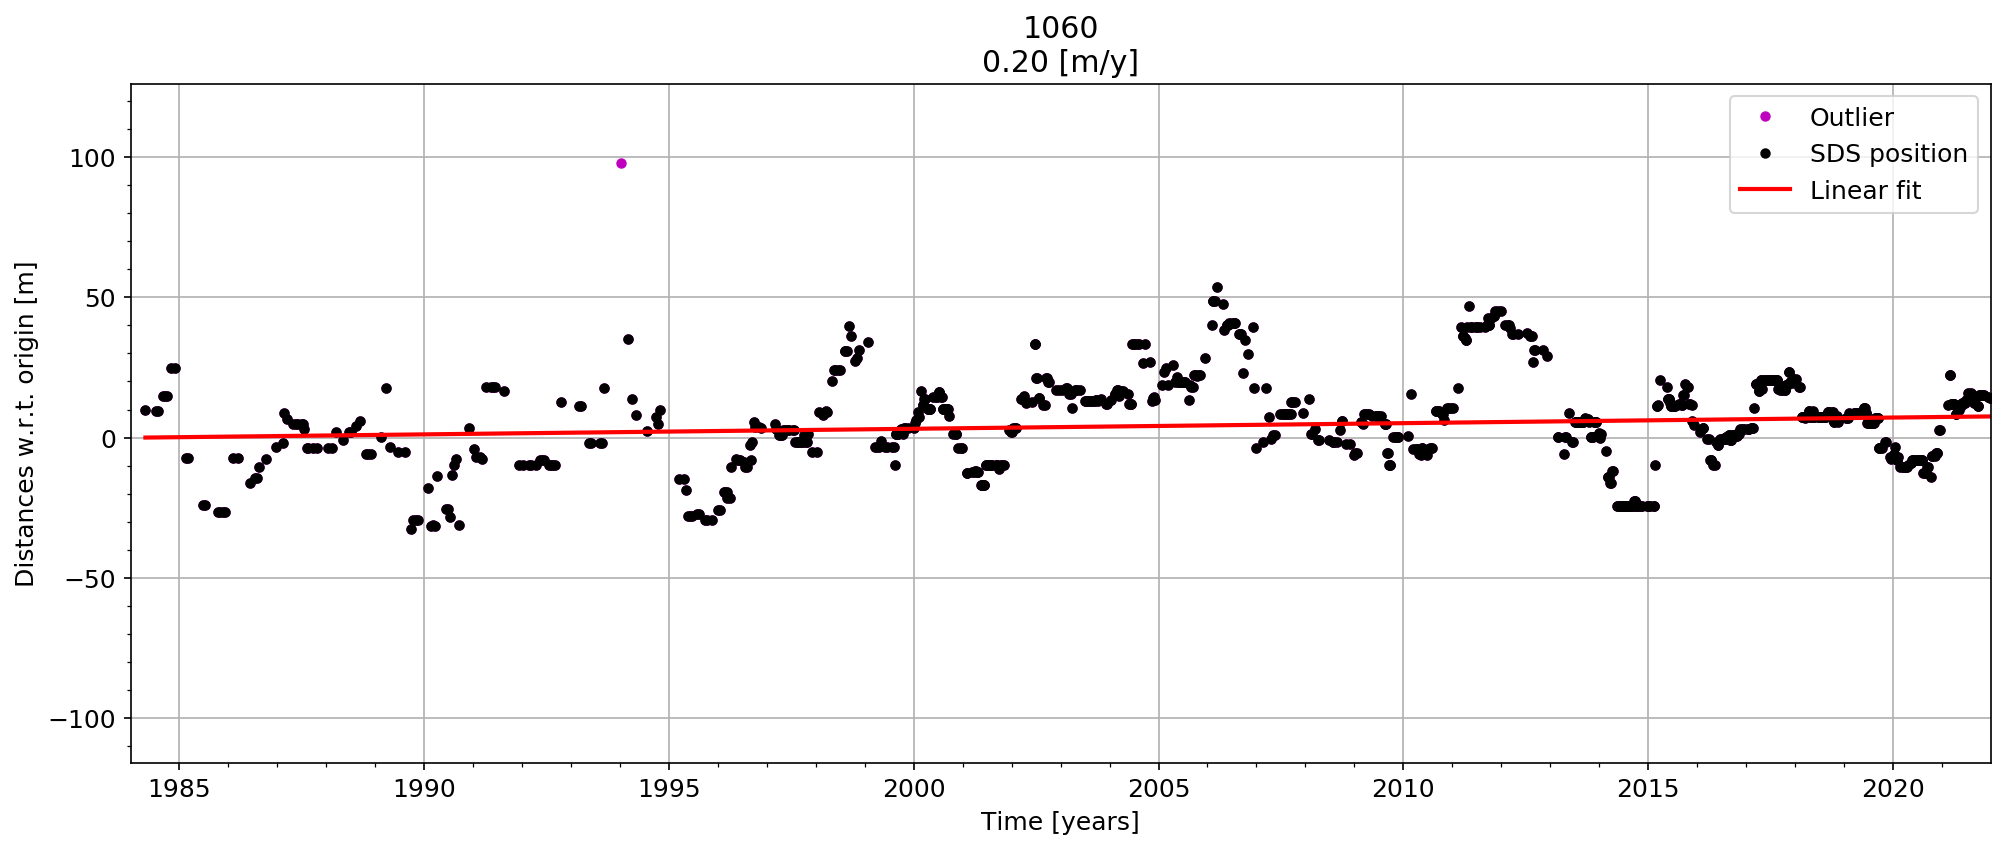 1060
0.20 [m/y]
Outlier
SDS position
Linear fit
Distances w.r.t. origin [m]
100
50
0
−50
−100
1985 1990 1995 2000 2005 2010 2015 2020
Time [years]